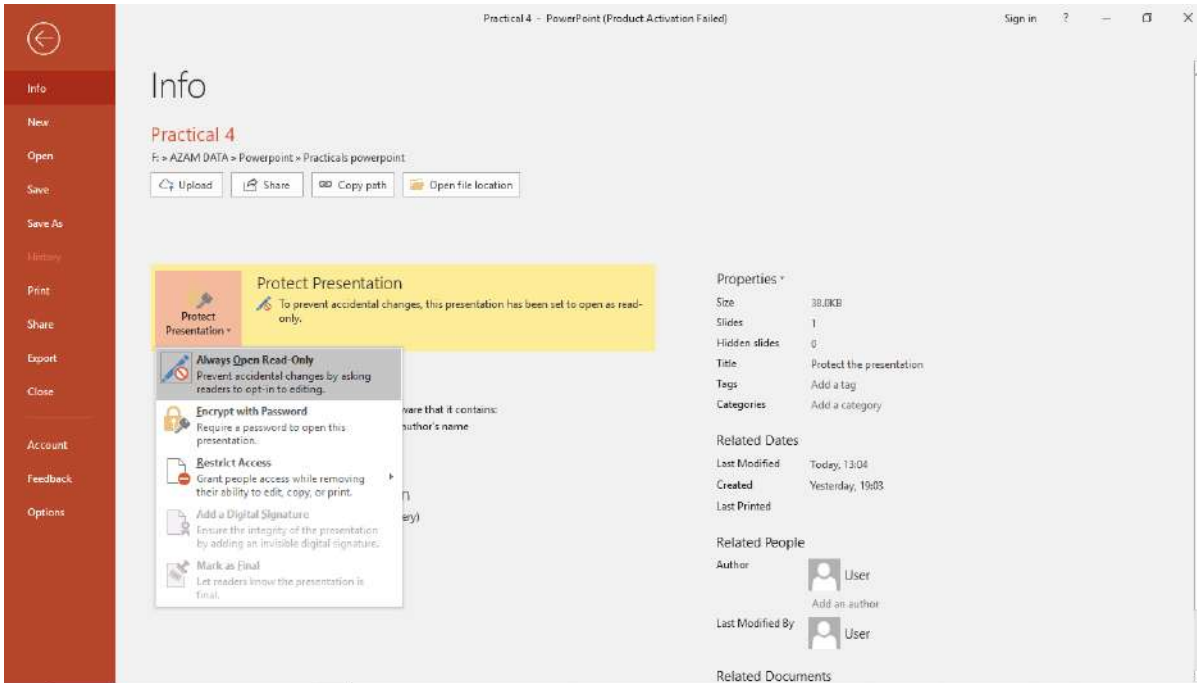 Practical 4 - PowerPoint (Product Activation Failed)
Sign in ?
Info
New
Open
Save
Save As
History
Print
Share
Export
Close
Account
Feedback
Options
Info
Practical 4
F: » AZAM DATA » Powerpoint » Practicals powerpoint
Upload Share Copy path Open file location
Protect Presentation
Protect Presentation
To prevent accidental changes, this presentation has been set to open as read-
only.
Always Open Read-Only
Prevent accidental changes by asking
readers to opt-in to editing.
Encrypt with Password
Require a password to open this
presentation.
Restrict Access
Grant people access while removing
their ability to edit, copy, or print.
Add a Digital Signature
Ensure the integrity of the presentation
by adding an invisible digital signature.
Mark as Final
Let readers know the presentation is
final.
ware that it contains:
author's name
n
ery)
Properties
Size 38.0KB
Slides 1
Hidden slides 0
Title Protect the presentation
Tags Add a tag
Categories Add a category
Related Dates
Last Modified Today, 13:04
Created Yesterday, 19:03
Last Printed
Related People
Author User
Add an author
Last Modified By User
Related Documents